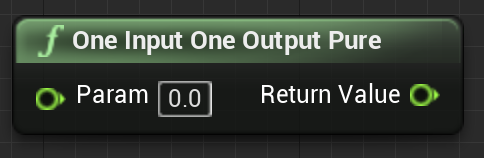 f One Input One Output Pure
Param 0.0 Return Value